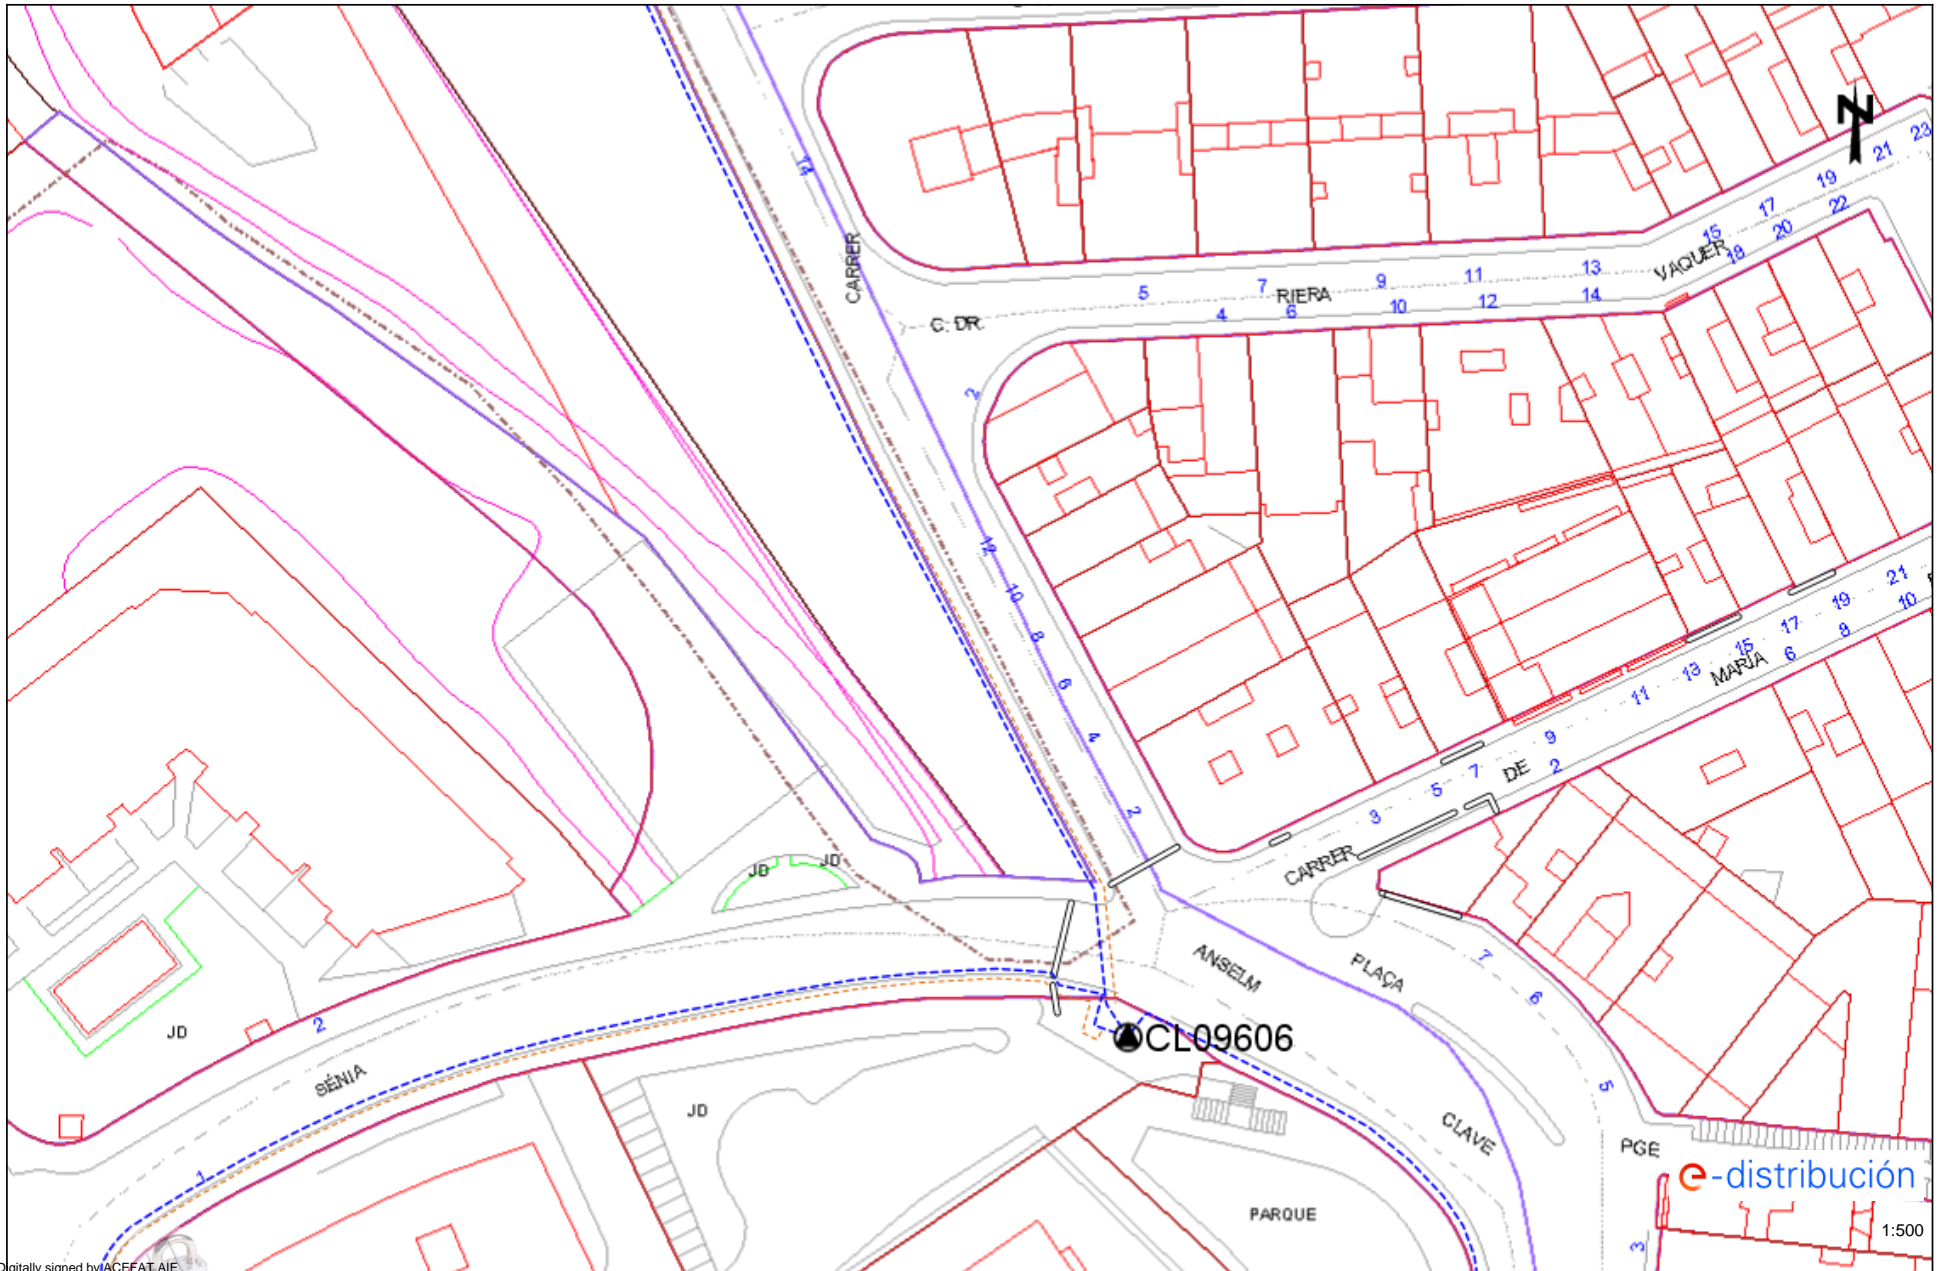 N
23
21
19
22
17
20
15
18
VAQUER
14
CARRER
13
11
9
7
5
RIERA
14
12
10
6
4
C. DR.
2
12
10
8
6
4
2
21
10
19
17
8
15
6
MARIA
13
11
9
2
DE
7
5
3
CARRER
JD
JD
ANSELM
PLAÇA
7
6
5
CL09606
2
JD
SÉNIA
JD
1
CLAVE
PGE
e-distribución
PARQUE
3
1:500
Digitally signed by ACEFAT AIE